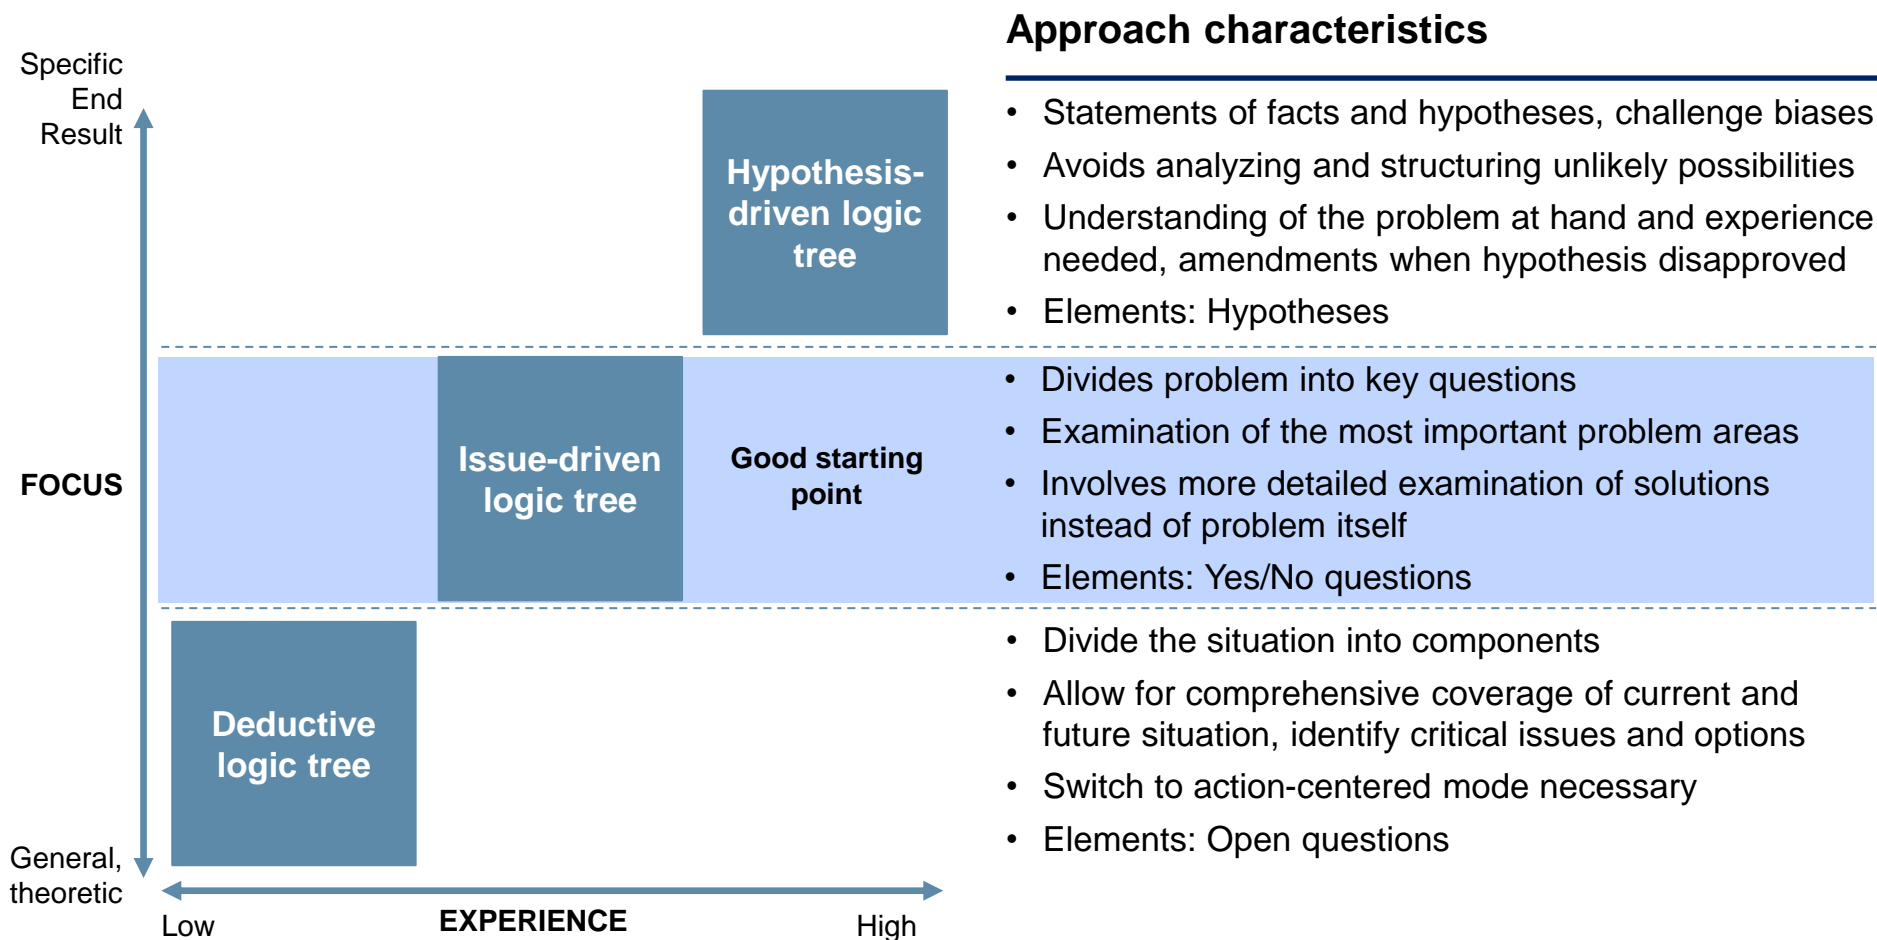 Approach characteristics
Specific
End
Result
Hypothesis-
driven logic
tree
• Statements of facts and hypotheses, challenge biases
• Avoids analyzing and structuring unlikely possibilities
• Understanding of the problem at hand and experience
needed, amendments when hypothesis disapproved
• Elements: Hypotheses
FOCUS
Issue-driven
logic tree
Good starting
point
• Divides problem into key questions
• Examination of the most important problem areas
• Involves more detailed examination of solutions
instead of problem itself
• Elements: Yes/No questions
Deductive
logic tree
• Divide the situation into components
• Allow for comprehensive coverage of current and
future situation, identify critical issues and options
• Switch to action-centered mode necessary
• Elements: Open questions
General,
theoretic
Low
EXPERIENCE
High